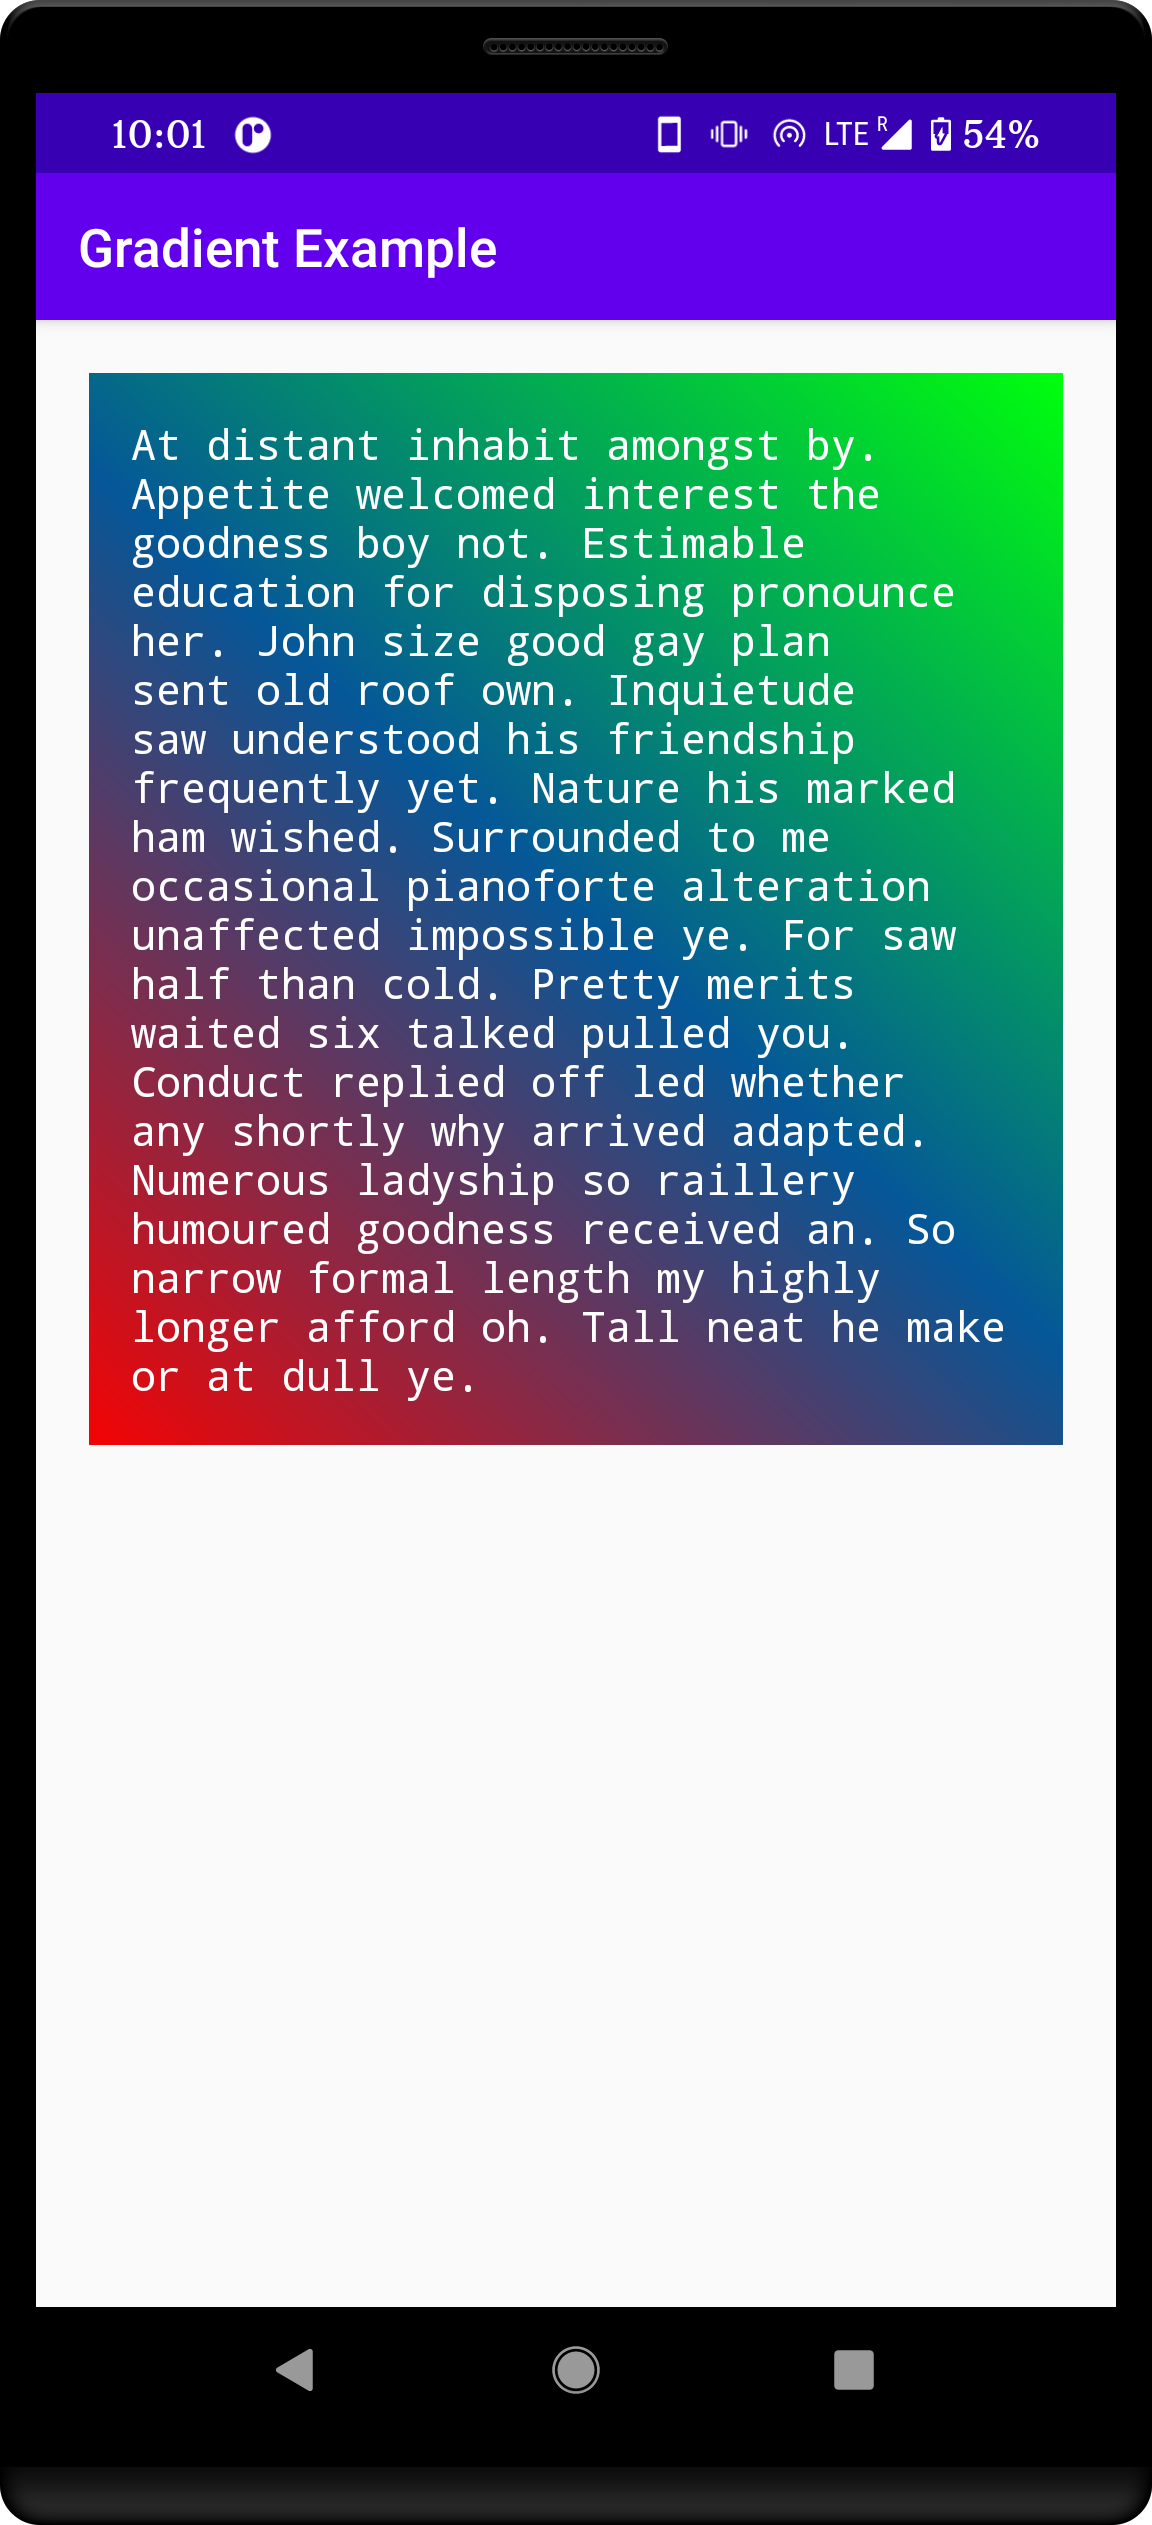 10:01 LTE R 54%
Gradient Example
At distant inhabit amongst by.
Appetite welcomed interest the
goodness boy not. Estimable
education for disposing pronounce
her. John size good gay plan
sent old roof own. Inquietude
saw understood his friendship
frequently yet. Nature his marked
ham wished. Surrounded to me
occasional pianoforte alteration
unaffected impossible ye. For saw
half than cold. Pretty merits
waited six talked pulled you.
Conduct replied off led whether
any shortly why arrived adapted.
Numerous ladyship so raillery
humoured goodness received an. So
narrow formal length my highly
longer afford oh. Tall neat he make
or at dull ye.